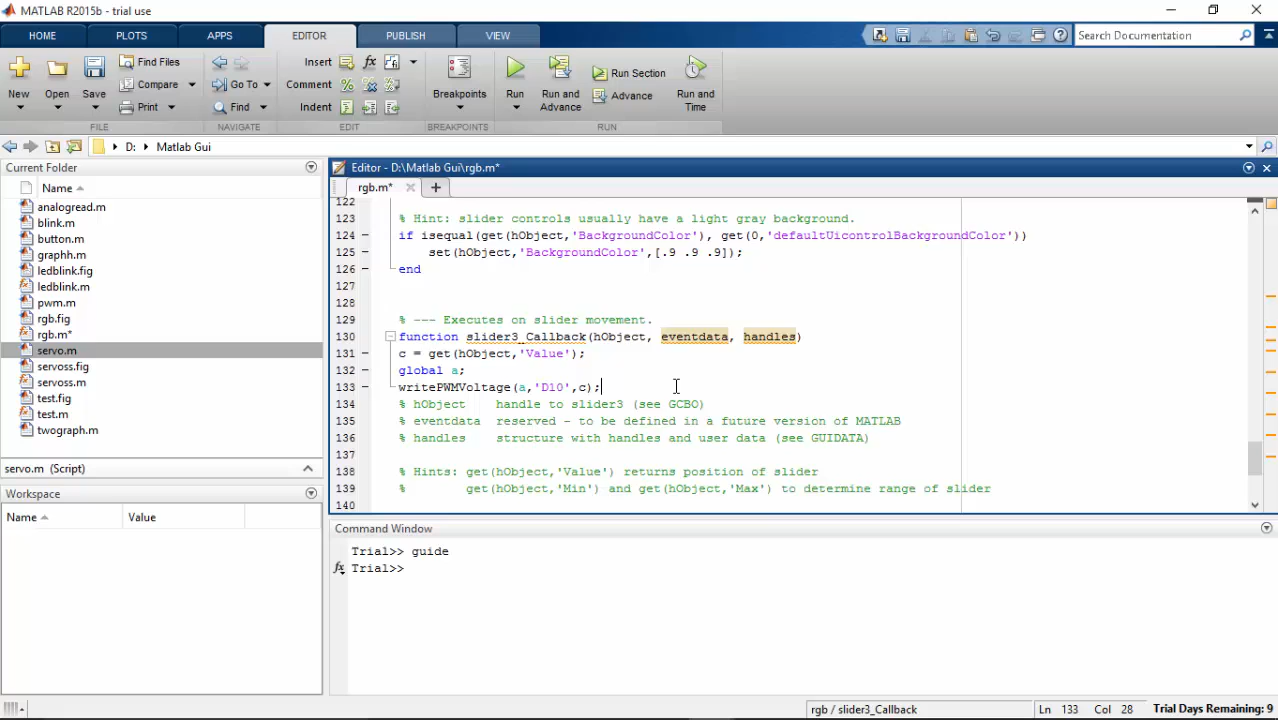 MATLAB R2015b - trial use
HOME PLOTS APPS EDITOR PUBLISH VIEW
Search Documentation
New Open Save
Find Files
Compare
Print
FILE
Go To
Find
NAVIGATE
Insert
Comment
Indent
EDIT
Breakpoints
BREAKPOINTS
Run
Run and Advance
Run Section
Advance
Run and Time
RUN
D: Matlab Gui
Current Folder
Name
analogread.m
blink.m
button.m
graphh.m
ledblink.fig
ledblink.m
pwm.m
rgb.fig
rgb.m*
servo.m
servoss.fig
servoss.m
test.fig
test.m
twograph.m
servo.m (Script)
Workspace
Name Value
Editor - D:\Matlab Gui\rgb.m*
rgb.m*
122
123 % Hint: slider controls usually have a light gray background.
124 if isequal(get(hObject,'BackgroundColor'), get(0,'defaultUicontrolBackgroundColor'))
125 set(hObject,'BackgroundColor',[.9 .9 .9]);
126 end
127
128
129 % --- Executes on slider movement.
130 function slider3_Callback(hObject, eventdata, handles)
131 c = get(hObject,'Value');
132 global a;
133 writePWMVoltage(a,'D10',c);
134 % hObject handle to slider3 (see GCBO)
135 % eventdata reserved - to be defined in a future version of MATLAB
136 % handles structure with handles and user data (see GUIDATA)
137
138 % Hints: get(hObject,'Value') returns position of slider
139 % get(hObject,'Min') and get(hObject,'Max') to determine range of slider
140
Command Window
Trial>> guide
fx Trial>>
rgb / slider3_Callback Ln 133 Col 28 Trial Days Remaining: 9